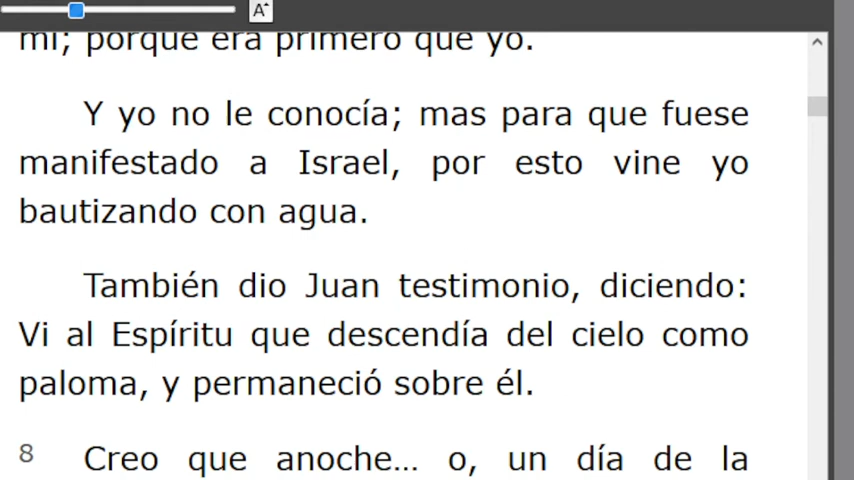 A
mí; porque era primero que yo.
Y yo no le conocía; mas para que fuese
manifestado a Israel, por esto vine yo
bautizando con agua.
También dio Juan testimonio, diciendo:
Vi al Espíritu que descendía del cielo como
paloma, y permaneció sobre él.
8 Creo que anoche... o, un día de la